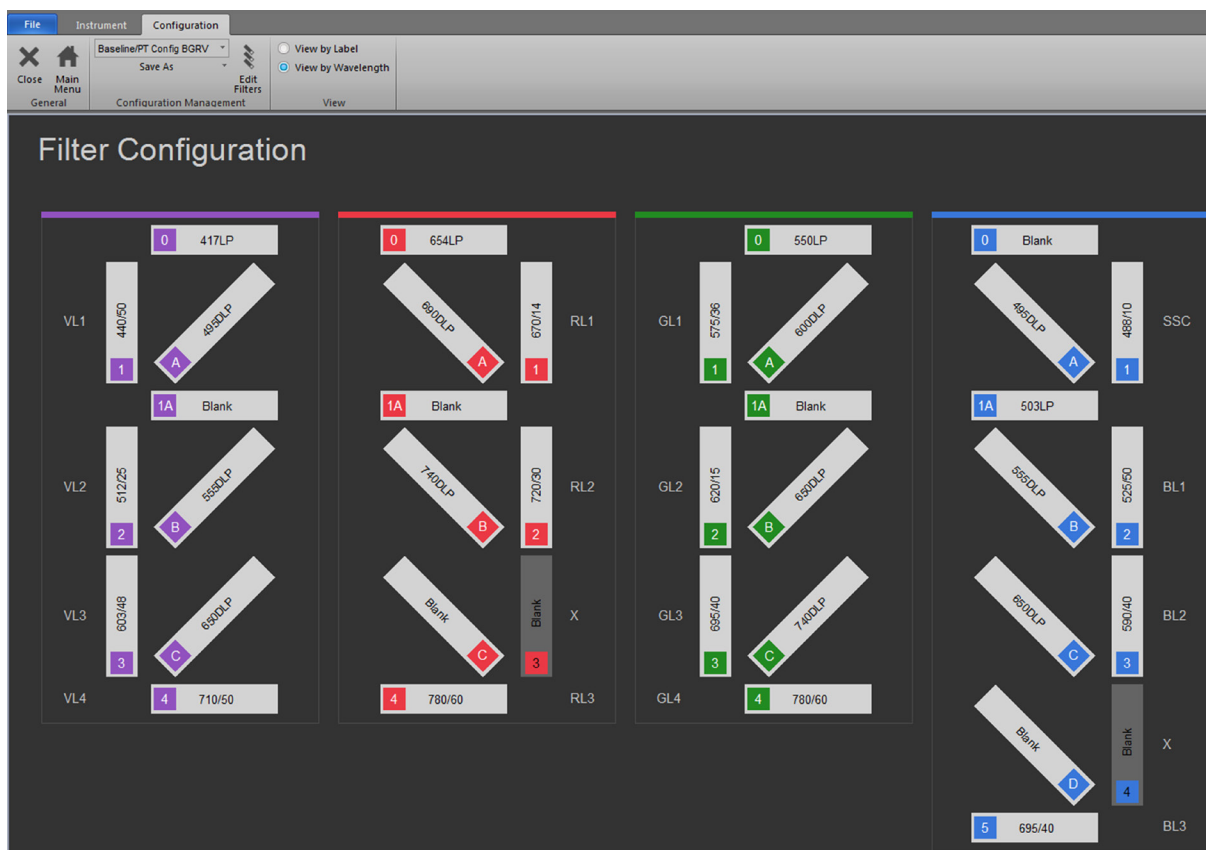 File Instrument Configuration
Baseline/PT Config BGRV
View by Label
Save As
View by Wavelength
Close Main Menu
Edit Filters
General Configuration Management View
Filter Configuration
0 417LP
VL1 440/50 1 495DLP A
1A Blank
VL2 512/25 2 555DLP B
VL3 603/48 3 650DLP C
VL4 4 710/50
0 654LP
690DLP A 670/14 1 RL1
1A Blank
740DLP B 720/30 2 RL2
Blank C Blank 3 X
4 780/60 RL3
0 550LP
GL1 575/36 1 600DLP A
1A Blank
GL2 620/15 2 650DLP B
GL3 695/40 3 740DLP C
GL4 4 780/60
0 Blank
495DLP A 488/10 1 SSC
1A 503LP
555DLP B 525/50 2 BL1
650DLP C 590/40 3 BL2
Blank D Blank 4 X
5 695/40 BL3